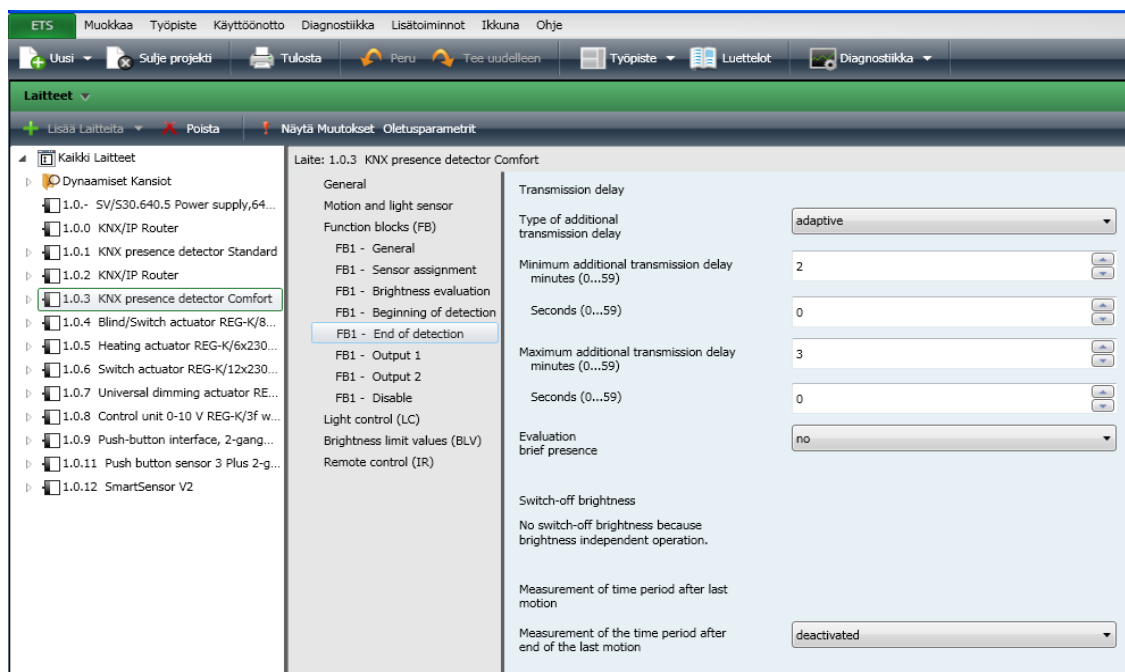 ETS Muokkaa Työpiste Käyttöönotto Diagnostiikka Lisätoiminnot Ikkuna Ohje
Uusi Sulje projekti Tulosta Peru Tee uudelleen Työpiste Luettelot Diagnostiikka
Laitteet
Lisää Laitteita Poista Näytä Muutokset Oletusparametrit
Kaikki Laitteet
Dynaamiset Kansiot
1.0.- SV/S30.640.5 Power supply,64...
1.0.0 KNX/IP Router
1.0.1 KNX presence detector Standard
1.0.2 KNX/IP Router
1.0.3 KNX presence detector Comfort
1.0.4 Blind/Switch actuator REG-K/8...
1.0.5 Heating actuator REG-K/6x230...
1.0.6 Switch actuator REG-K/12x230...
1.0.7 Universal dimming actuator RE...
1.0.8 Control unit 0-10 V REG-K/3f w...
1.0.9 Push-button interface, 2-gang...
1.0.11 Push button sensor 3 Plus 2-g...
1.0.12 SmartSensor V2
Laite: 1.0.3 KNX presence detector Comfort
General
Motion and light sensor
Function blocks (FB)
FB1 - General
FB1 - Sensor assignment
FB1 - Brightness evaluation
FB1 - Beginning of detection
FB1 - End of detection
FB1 - Output 1
FB1 - Output 2
FB1 - Disable
Light control (LC)
Brightness limit values (BLV)
Remote control (IR)
Transmission delay
Type of additional
transmission delay
adaptive
Minimum additional transmission delay
minutes (0...59)
2
Seconds (0...59)
0
Maximum additional transmission delay
minutes (0...59)
3
Seconds (0...59)
0
Evaluation
brief presence
no
Switch-off brightness
No switch-off brightness because
brightness independent operation.
Measurement of time period after last
motion
Measurement of the time period after
end of the last motion
deactivated